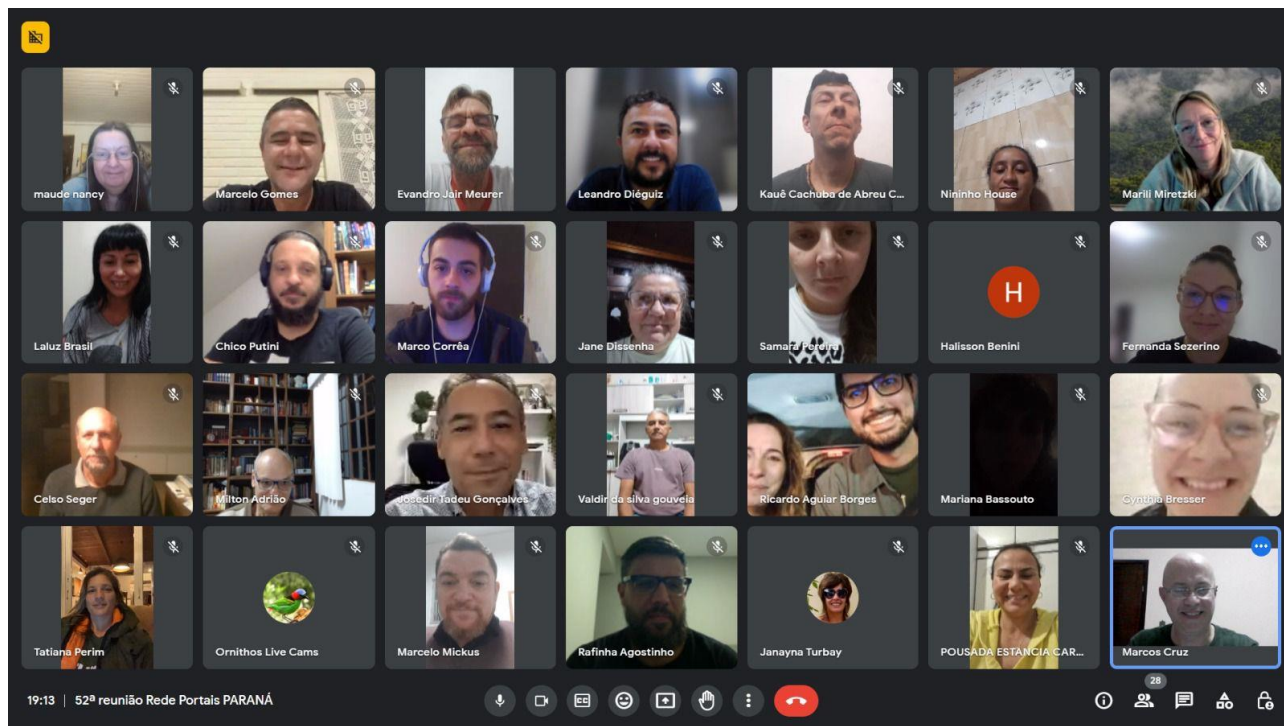 maude nancy
Marcelo Gomes
Evandro Jair Meurer
Leandro Diéguiz
Kauê Cachuba de Abreu C...
Nininho House
Marili Miretzki
Laluz Brasil
Chico Putini
Marco Corrêa
Jane Dissenha
Samara Pereira
H
Halisson Benini
Fernanda Sezerino
Celso Seger
Milton Adrião
Josedir Tadeu Gonçalves
Valdir da silva gouveia
Ricardo Aguiar Borges
Mariana Bassouto
Cynthia Bresser
Tatiana Perim
Ornithos Live Cams
Marcelo Mickus
Rafinha Agostinho
Janayna Turbay
POUSADA ESTANCIA CAR...
Marcos Cruz
19:13 | 52ª reunião Rede Portais PARANÁ
CC
28